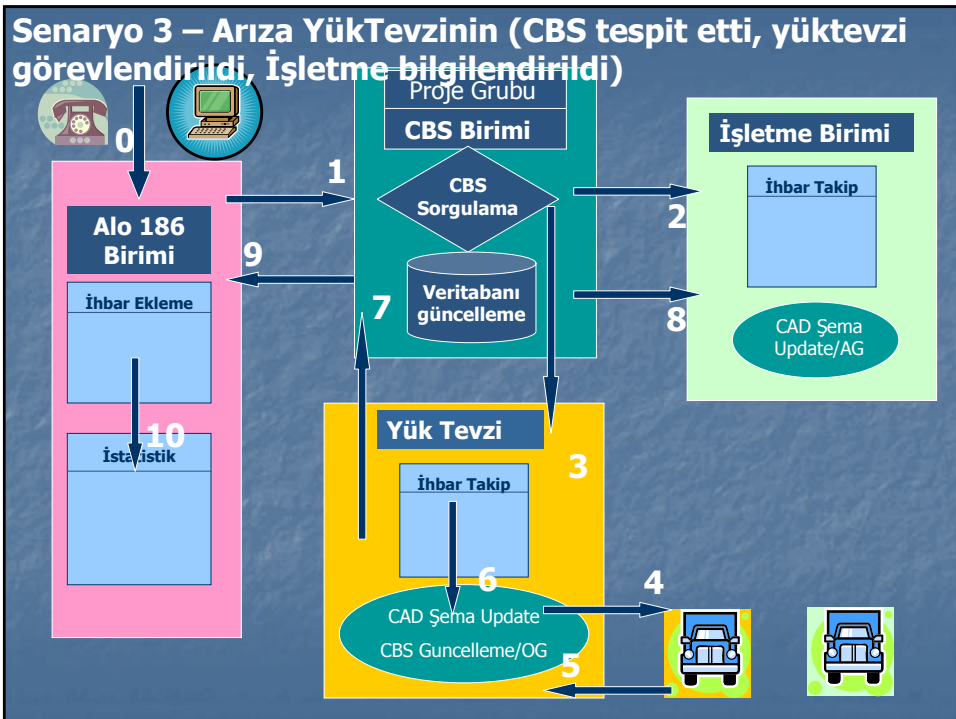 Senaryo 3 – Arıza YükTevzinin (CBS tespit etti, yüktevzi
görevlendirildi, İşletme bilgilendirildi)
0
Alo 186
Birimi
İhbar Ekleme
10
İstatistik
1
9
Proje Grubu
CBS Birimi
CBS
Sorgulama
Veritabanı
güncelleme
7
2
8
İşletme Birimi
İhbar Takip
CAD Şema
Update/AG
Yük Tevzi
3
İhbar Takip
6
CAD Şema Update
CBS Guncelleme/OG
4
5